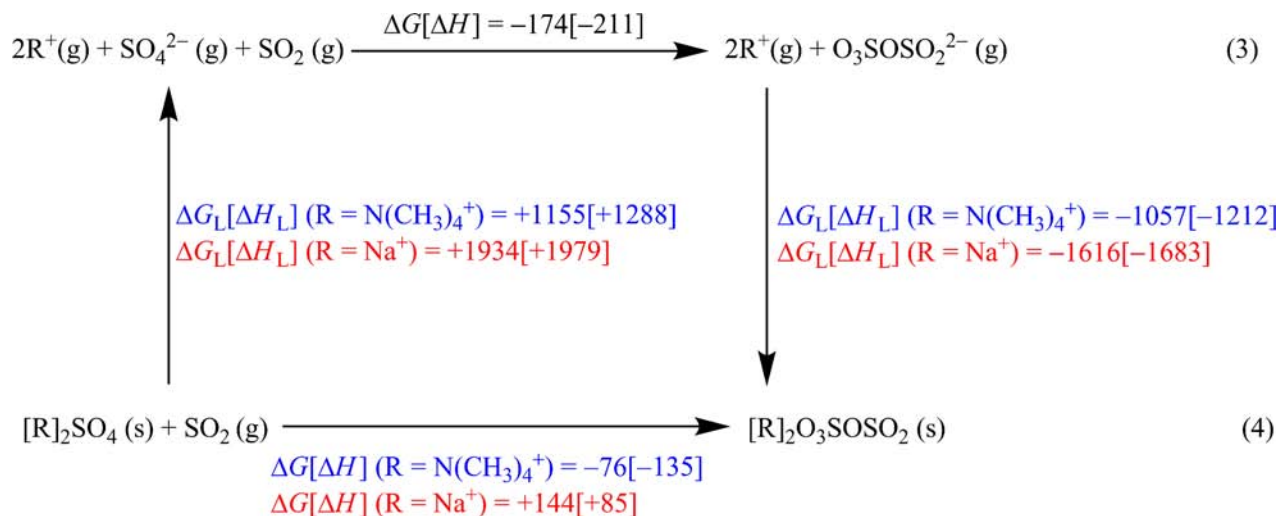 ΔG[ΔH] = –174[–211]
2R⁺(g) + SO₄²⁻ (g) + SO₂ (g) 2R⁺(g) + O₃SOSO₂²⁻ (g) (3)
ΔG_L[ΔH_L] (R = N(CH₃)₄⁺) = +1155[+1288] ΔG_L[ΔH_L] (R = N(CH₃)₄⁺) = –1057[–1212]
ΔG_L[ΔH_L] (R = Na⁺) = +1934[+1979] ΔG_L[ΔH_L] (R = Na⁺) = –1616[–1683]
[R]₂SO₄ (s) + SO₂ (g) [R]₂O₃SOSO₂ (s) (4)
ΔG[ΔH] (R = N(CH₃)₄⁺) = –76[–135]
ΔG[ΔH] (R = Na⁺) = +144[+85]